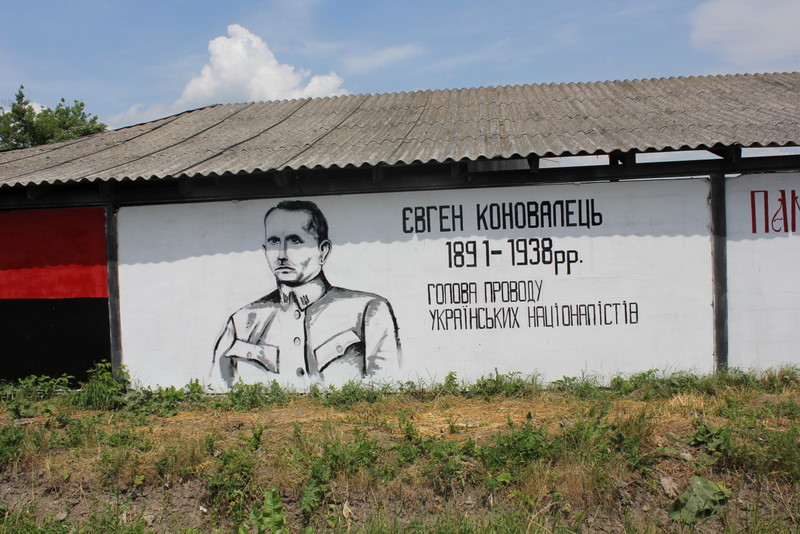 ЄВГЕН КОНОВАЛЕЦЬ
1891-1938рр.
ГОЛОВА ПРОВОДУ
УКРАЇНСЬКИХ НАЦІОНАЛІСТІВ